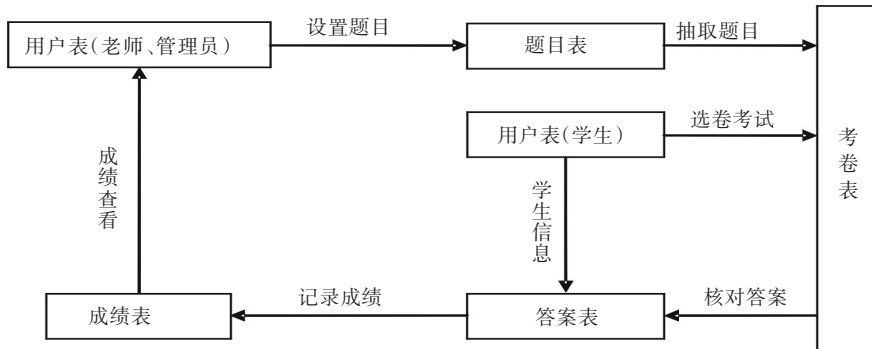 用户表(老师、管理员)
设置题目
题目表
抽取题目
用户表(学生)
选卷考试
考卷表
成绩查看
学生信息
成绩表
记录成绩
答案表
核对答案